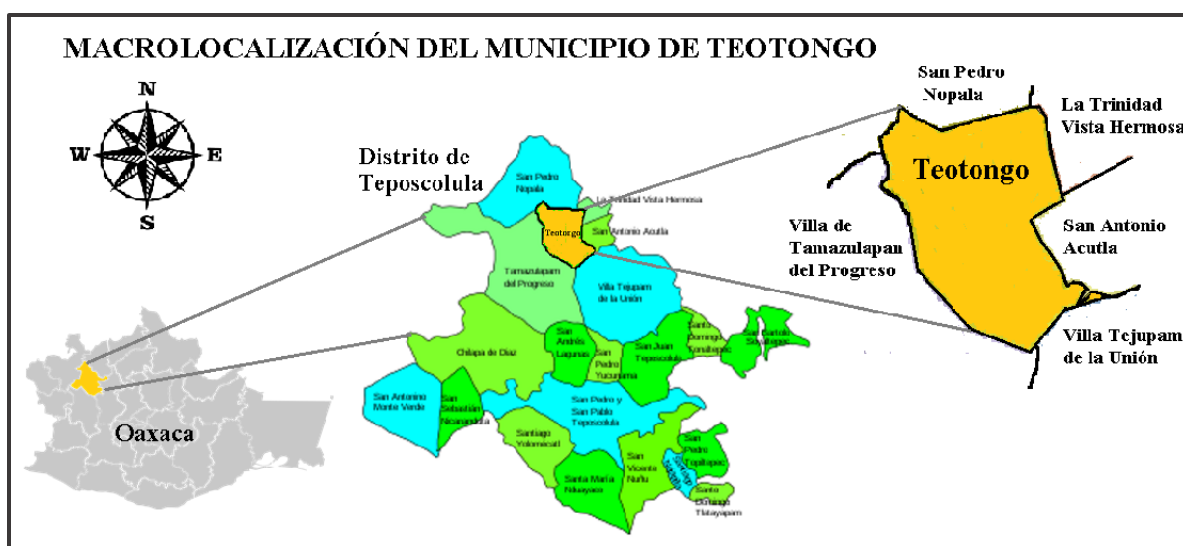 MACROLOCALIZACIÓN DEL MUNICIPIO DE TEOTONGO
N
W
E
S
Distrito de
Teposcolula
Oaxaca
San Pedro
Nopala
La Trinidad Vista Hermosa
Teotongo
San Antonio Acutla
Tamazulapam
del Progreso
Villa Tejupam
de la Unión
Chilapa de Diaz
San
Andrés
Lagunas
San
Pedro
Yucunama
San Juan
Teposcolula
Santo
Domingo
Tonaltepec
San Bartolo
Soyaltepec
San Antonino
Monte Verde
San
Sebastián
Nicananduta
San Pedro y
San Pablo
Teposcolula
Santiago
Yolomecatl
Santa María
Nduayaco
San
Vicente
Nuñu
San
Pedro
Topiltepec
Santo
Domingo
Tlatayapam
San Pedro
Nopala
La Trinidad
Vista Hermosa
Teotongo
Villa de
Tamazulapan
del Progreso
San Antonio
Acutla
Villa Tejupam
de la Unión